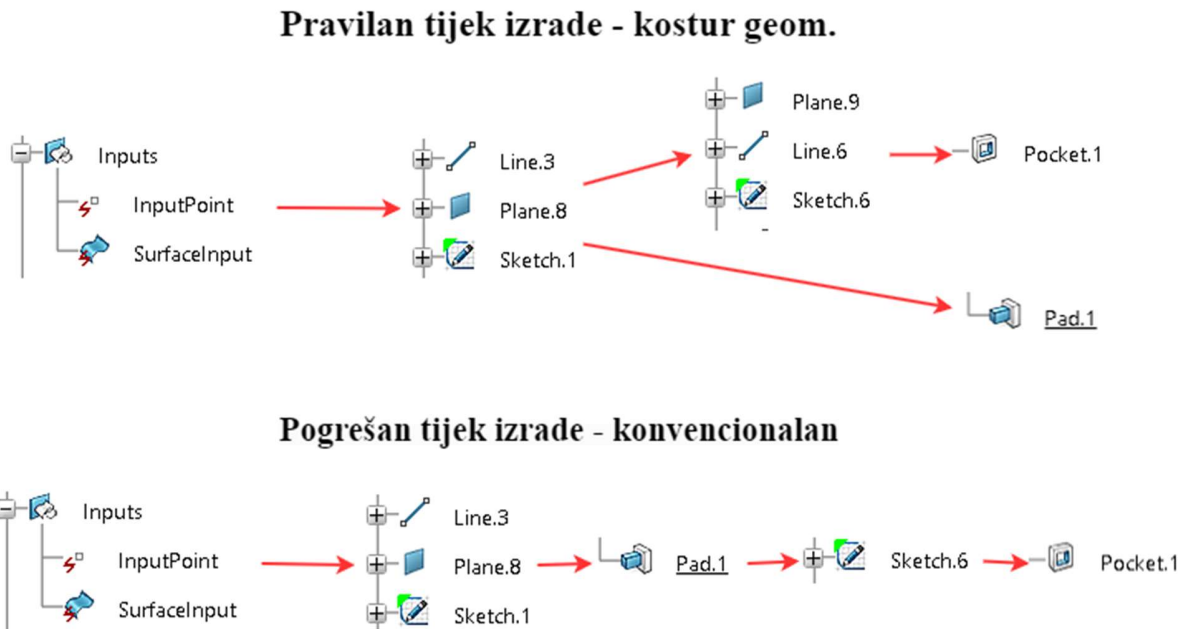 Pravilan tijek izrade - kostur geom.
Inputs
InputPoint
SurfaceInput
Line.3
Plane.8
Sketch.1
Plane.9
Line.6
Sketch.6
Pocket.1
Pad.1
Pogrešan tijek izrade - konvencionalan
Inputs
InputPoint
SurfaceInput
Line.3
Plane.8
Sketch.1
Pad.1
Sketch.6
Pocket.1